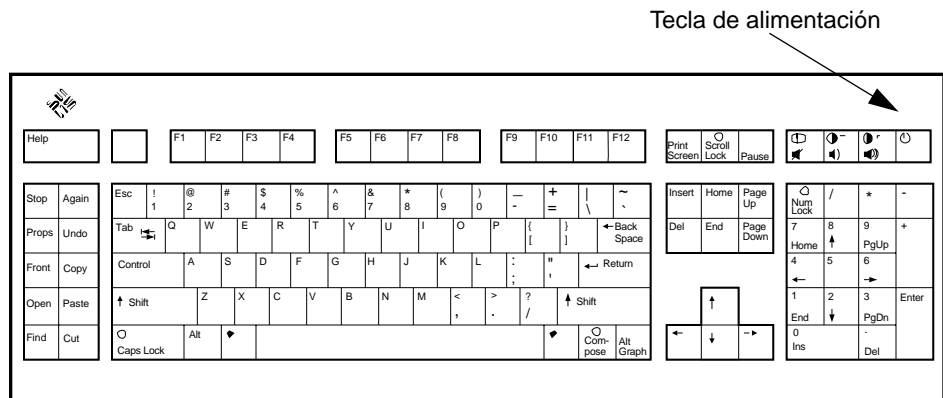 Tecla de alimentación
SUN
Help F1 F2 F3 F4 F5 F6 F7 F8 F9 F10 F11 F12 Print Screen Scroll Lock Pause
Stop Again Esc ! 1 @ 2 # 3 $ 4 % 5 ^ 6 & 7 * 8 ( 9 ) 0 — - + = | \ ~ ` Insert Home Page Up Num Lock / * -
Props Undo Tab Q W E R T Y U I O P { [ } ] Back Space Del End Page Down 7 Home 8 9 PgUp +
Front Copy Control A S D F G H J K L : ; " ' Return 4 5 6
Open Paste Shift Z X C V B N M < , > . ? / Shift 1 End 2 3 PgDn Enter
Find Cut Caps Lock Alt Com- pose Alt Graph 0 Ins . Del